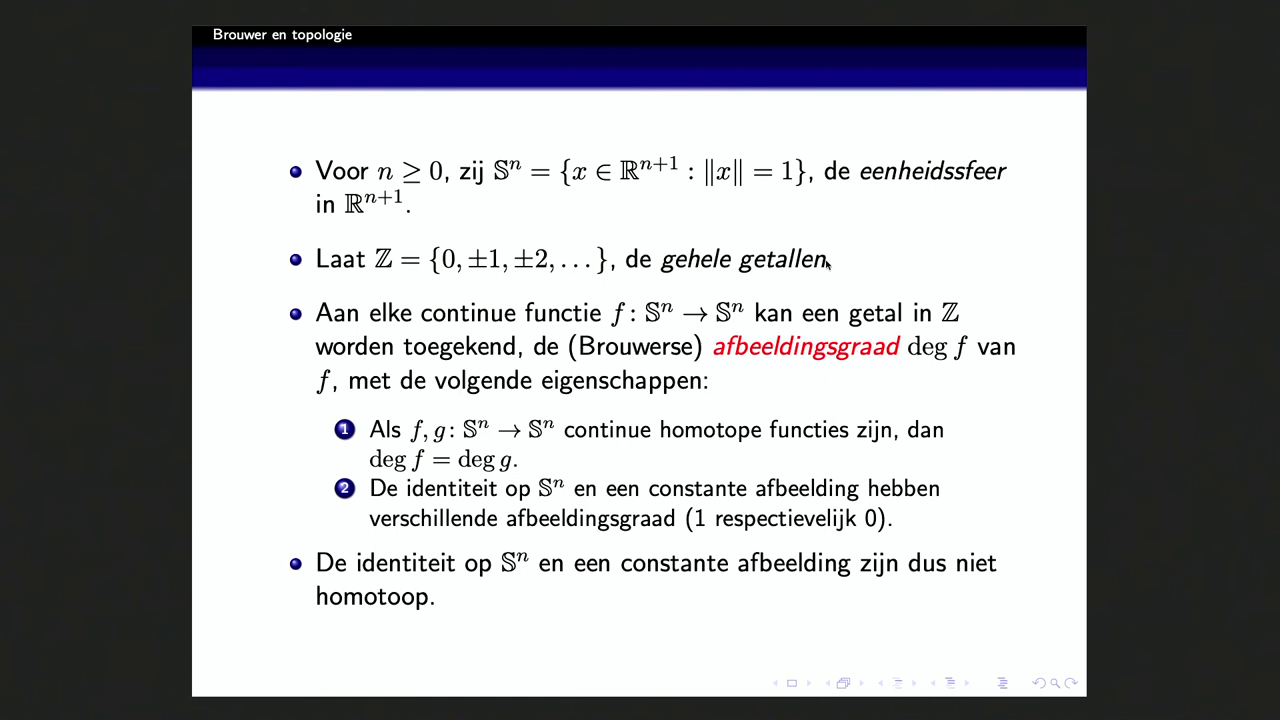 Brouwer en topologie
Voor n ≥ 0, zij 𝕊ⁿ = {x ∈ ℝⁿ⁺¹ : ‖x‖ = 1}, de eenheidssfeer
in ℝⁿ⁺¹.
Laat ℤ = {0, ±1, ±2, . . . }, de gehele getallen.
Aan elke continue functie f : 𝕊ⁿ → 𝕊ⁿ kan een getal in ℤ
worden toegekend, de (Brouwerse) afbeeldingsgraad deg f van
f, met de volgende eigenschappen:
1 Als f, g : 𝕊ⁿ → 𝕊ⁿ continue homotope functies zijn, dan
deg f = deg g.
2 De identiteit op 𝕊ⁿ en een constante afbeelding hebben
verschillende afbeeldingsgraad (1 respectievelijk 0).
De identiteit op 𝕊ⁿ en een constante afbeelding zijn dus niet
homotoop.